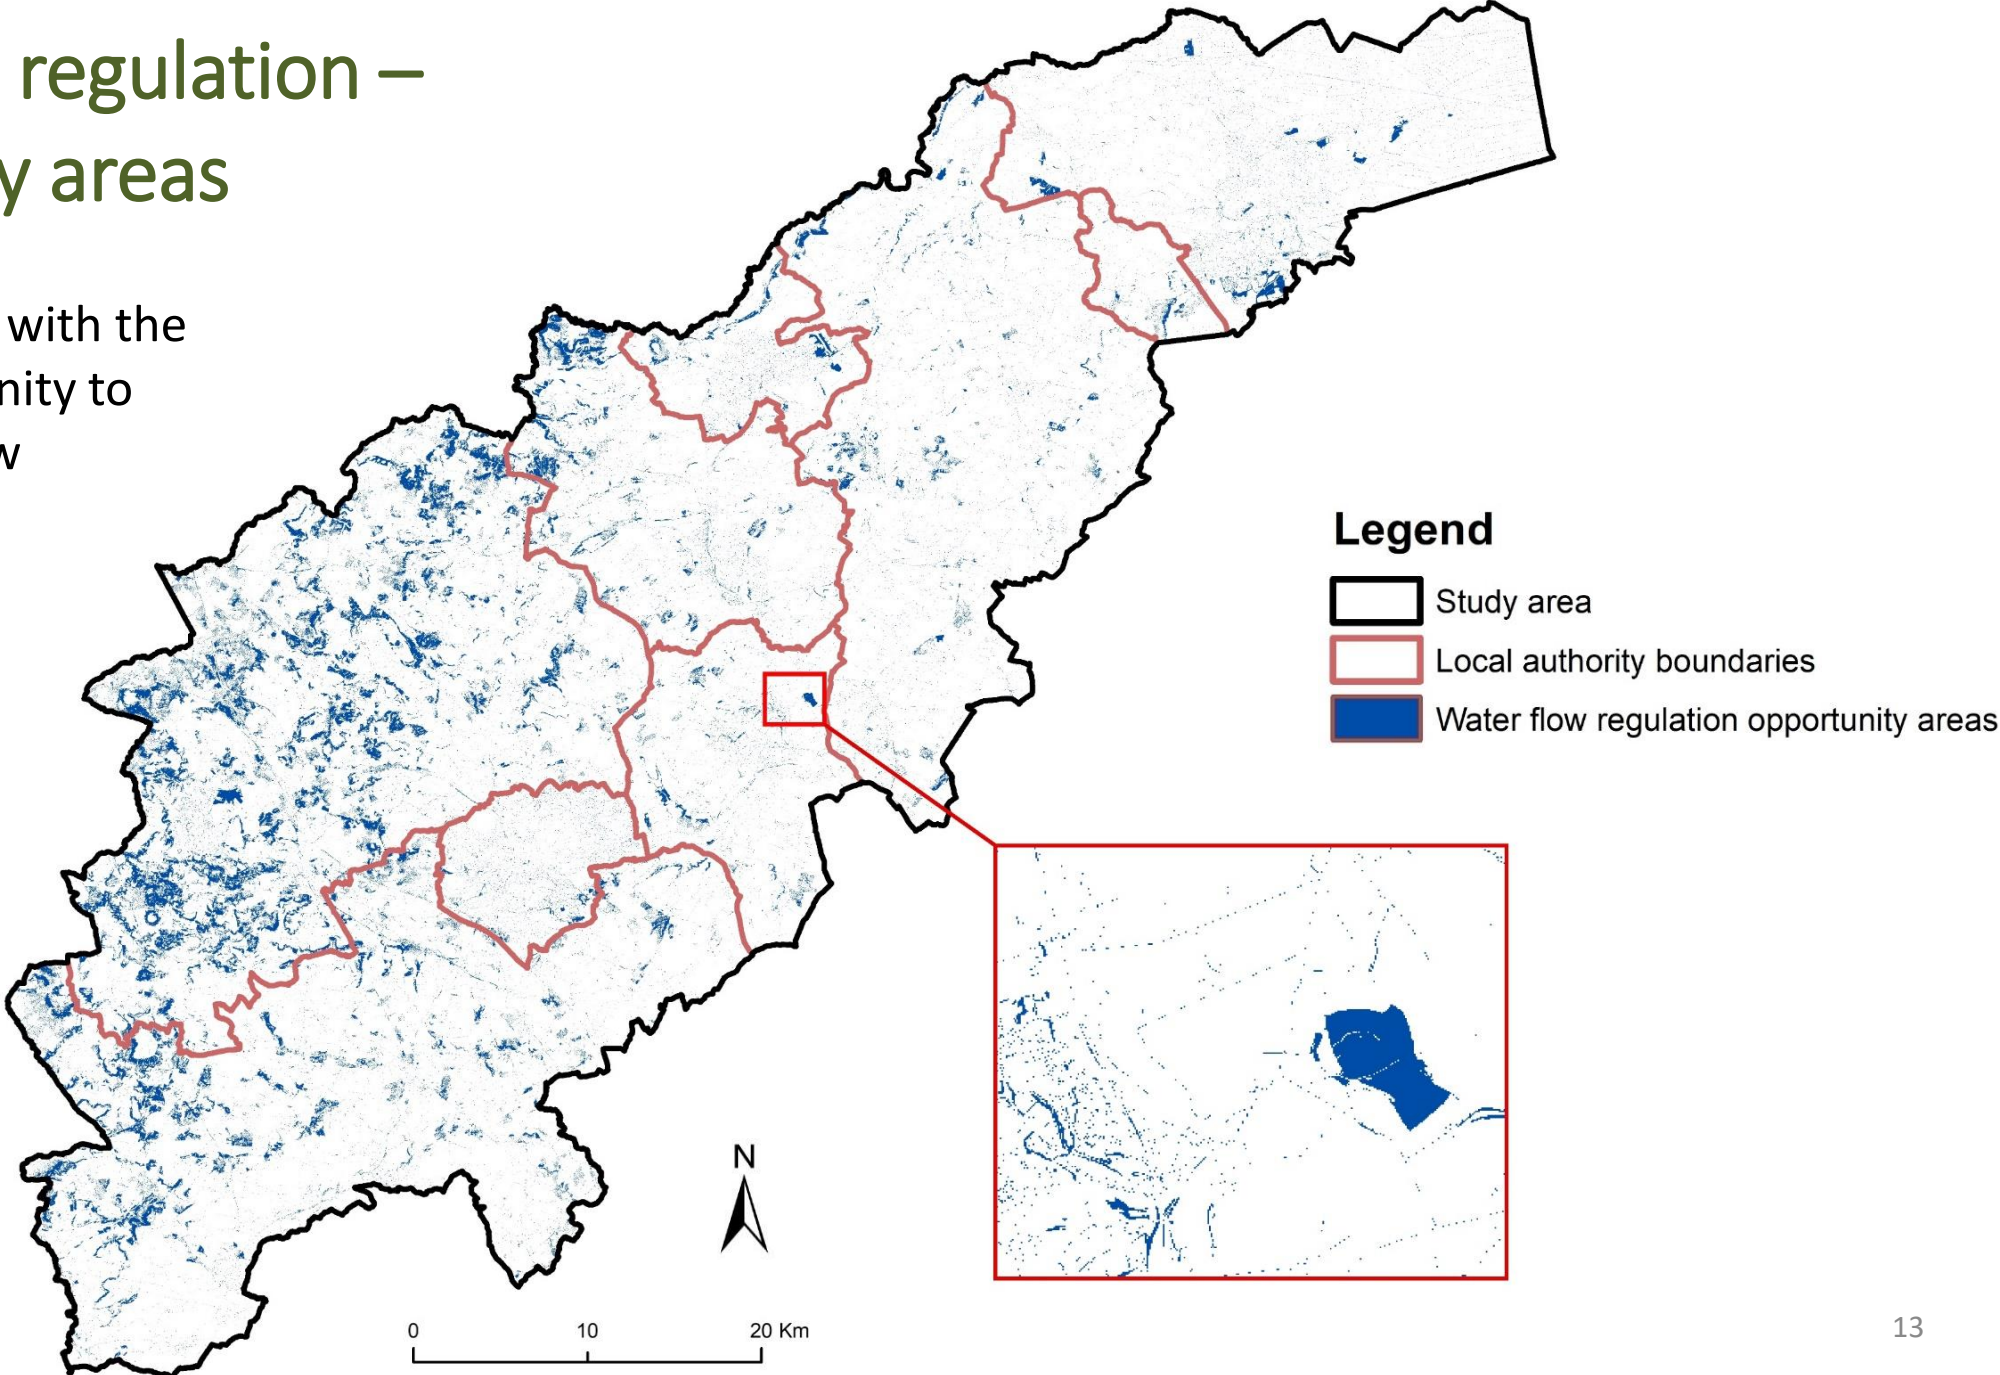 regulation –
y areas
with the
nity to
w
Legend
Study area
Local authority boundaries
Water flow regulation opportunity areas
N
0 10 20 Km
13